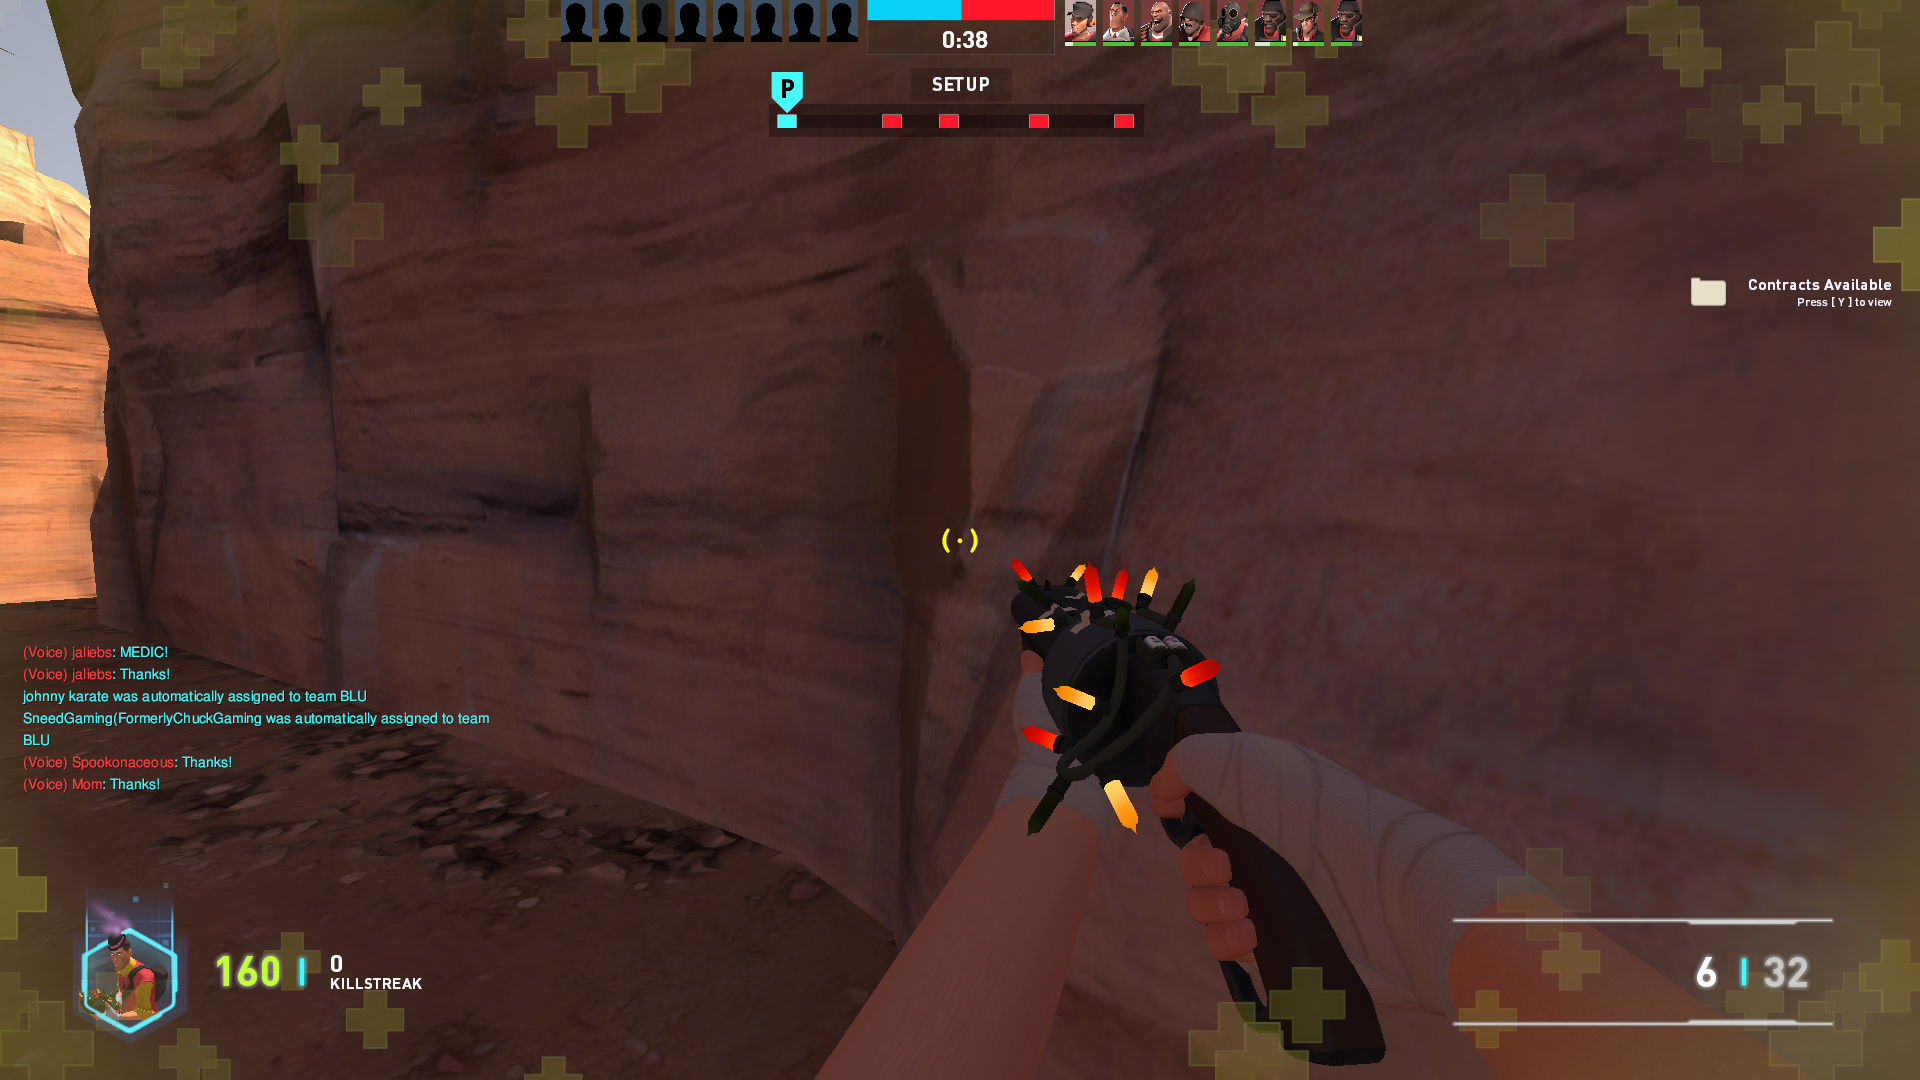 0:38
P
SETUP
Contracts Available
Press [ Y ] to view
(Voice) jaliebs: MEDIC!
(Voice) jaliebs: Thanks!
johnny karate was automatically assigned to team BLU
SneedGaming(FormerlyChuckGaming was automatically assigned to team
BLU
(Voice) Spookonaceous: Thanks!
(Voice) Mom: Thanks!
160
0
KILLSTREAK
6
32